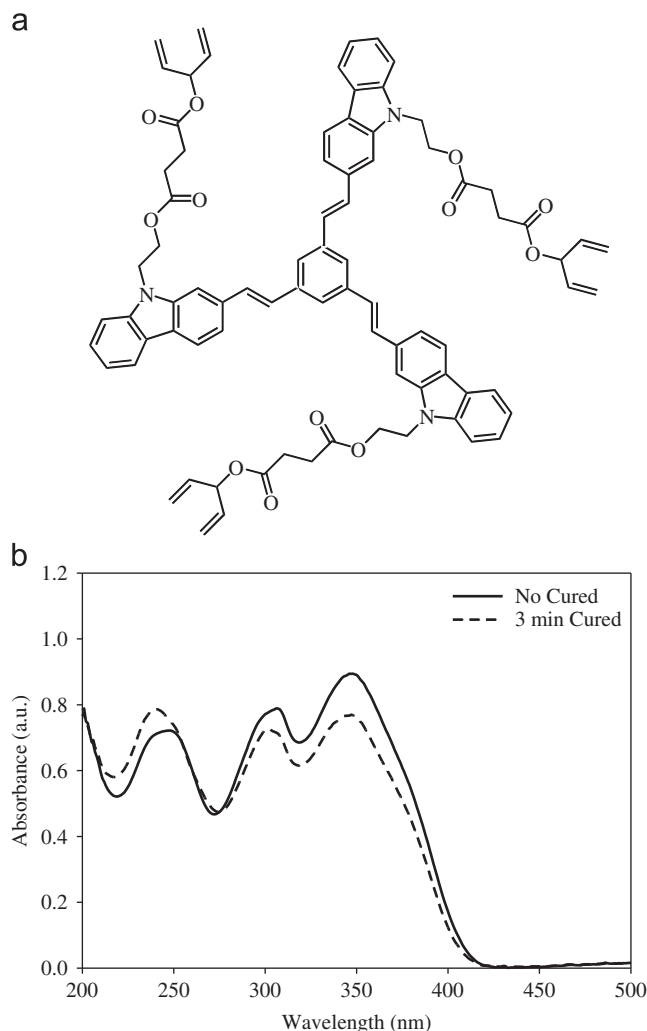 a
O
O
O
O
N
N
O
O
O
O
N
O
O
O
O
b
1.2
1.0
0.8
0.6
0.4
0.2
0.0
Absorbance (a.u.)
No Cured
3 min Cured
200 250 300 350 400 450 500
Wavelength (nm)